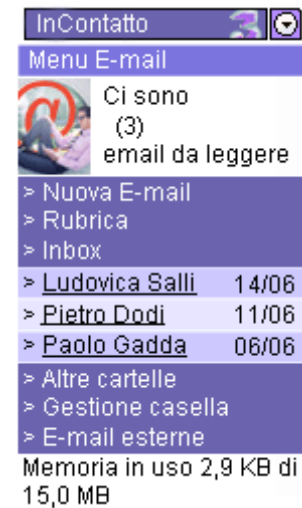 InContatto 3
Menu E-mail
@
Ci sono
(3)
email da leggere
> Nuova E-mail
> Rubrica
> Inbox
> Ludovica Salli 14/06
> Pietro Dodi 11/06
> Paolo Gadda 06/06
> Altre cartelle
> Gestione casella
> E-mail esterne
Memoria in uso 2,9 KB di
15,0 MB